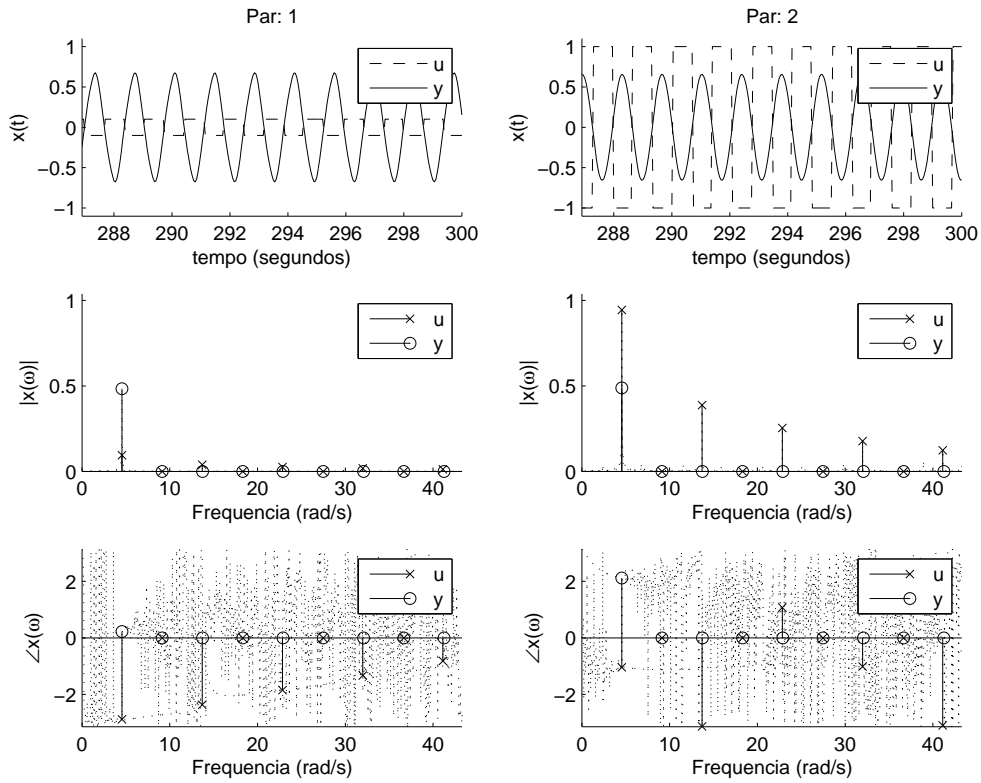 Par: 1
1
0.5
0
−0.5
−1
x(t)
u
y
288 290 292 294 296 298 300
tempo (segundos)
Par: 2
1
0.5
0
−0.5
−1
x(t)
u
y
288 290 292 294 296 298 300
tempo (segundos)
1
0.5
0
|x(ω)|
u
y
0 10 20 30 40
Frequencia (rad/s)
1
0.5
0
|x(ω)|
u
y
0 10 20 30 40
Frequencia (rad/s)
2
0
−2
∠x(ω)
u
y
0 10 20 30 40
Frequencia (rad/s)
2
0
−2
∠x(ω)
u
y
0 10 20 30 40
Frequencia (rad/s)